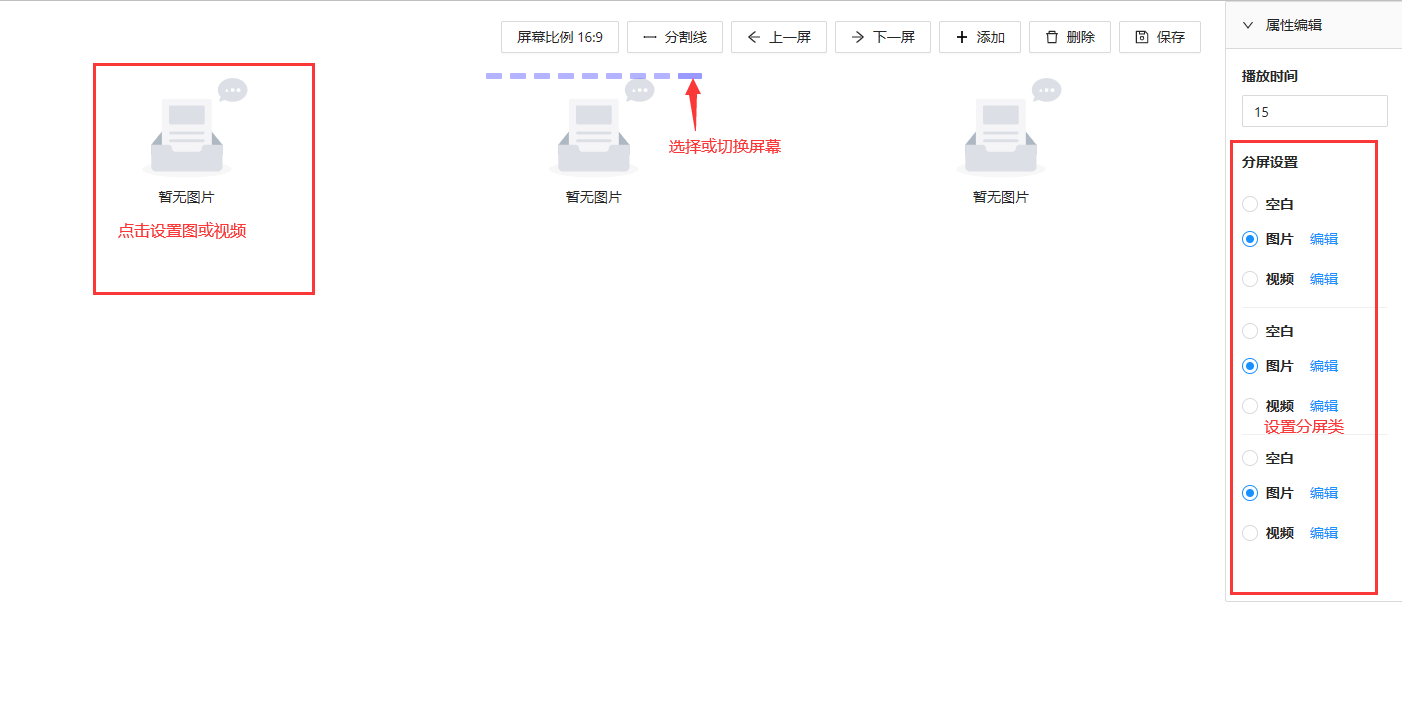 屏幕比例 16:9
分割线
上一屏
下一屏
添加
删除
保存
选择或切换屏幕
暂无图片
暂无图片
暂无图片
点击设置图或视频
属性编辑
播放时间
15
分屏设置
空白
图片 编辑
视频 编辑
空白
图片 编辑
视频 编辑
设置分屏类
空白
图片 编辑
视频 编辑